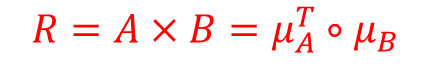 R = A × B = μ_A^T ∘ μ_B